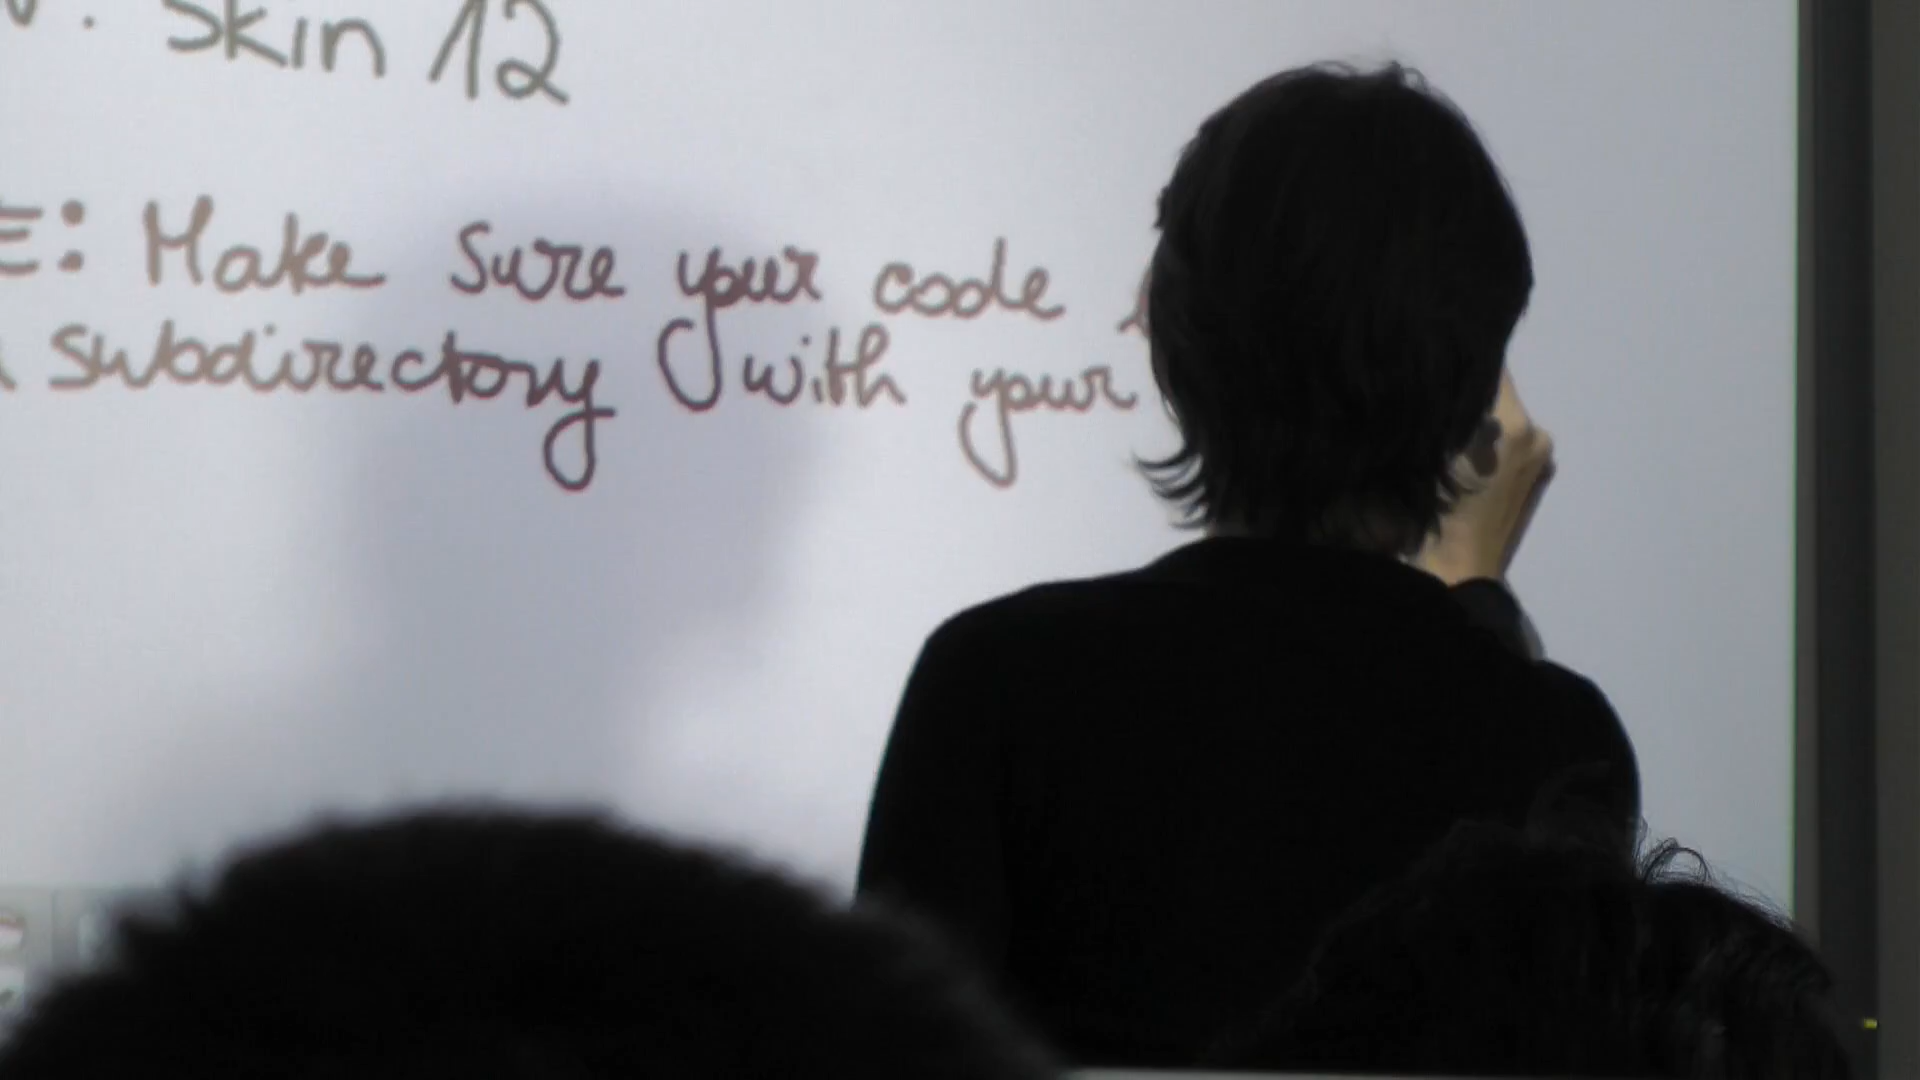 Skin 12
E: Make sure your code
subdirectory with your